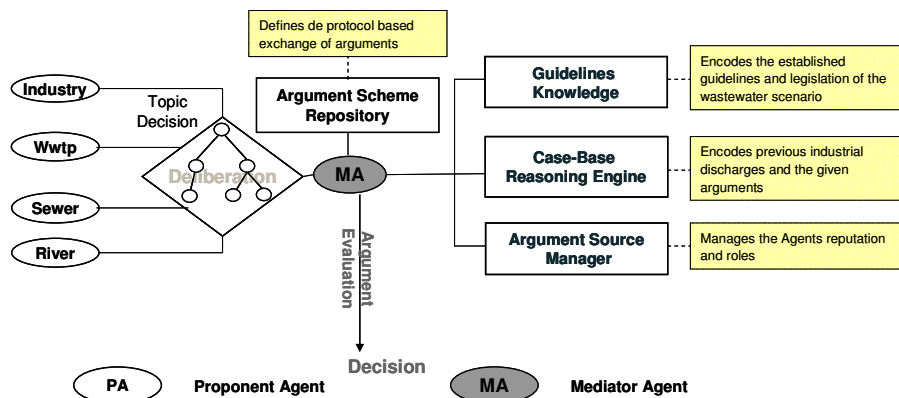 Defines de protocol based
exchange of arguments
Industry
Topic
Decision
Argument Scheme
Repository
Guidelines
Knowledge
Encodes the established
guidelines and legislation of the
wastewater scenario
Wwtp
Deliberation
MA
Case-Base
Reasoning Engine
Encodes previous industrial
discharges and the given
arguments
Sewer
River
Argument
Evaluation
Argument Source
Manager
Manages the Agents reputation
and roles
Decision
PA
Proponent Agent
MA
Mediator Agent